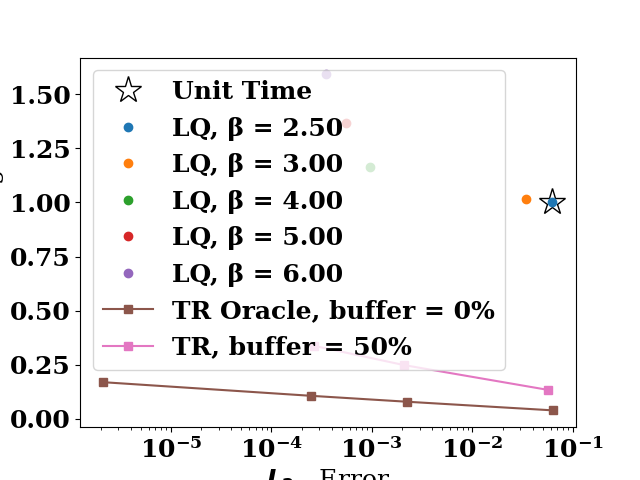 Unit Time
LQ, β = 2.50
LQ, β = 3.00
LQ, β = 4.00
LQ, β = 5.00
LQ, β = 6.00
TR Oracle, buffer = 0%
TR, buffer = 50%
1.50
1.25
1.00
0.75
0.50
0.25
0.00
10⁻⁵ 10⁻⁴ 10⁻³ 10⁻² 10⁻¹
Error